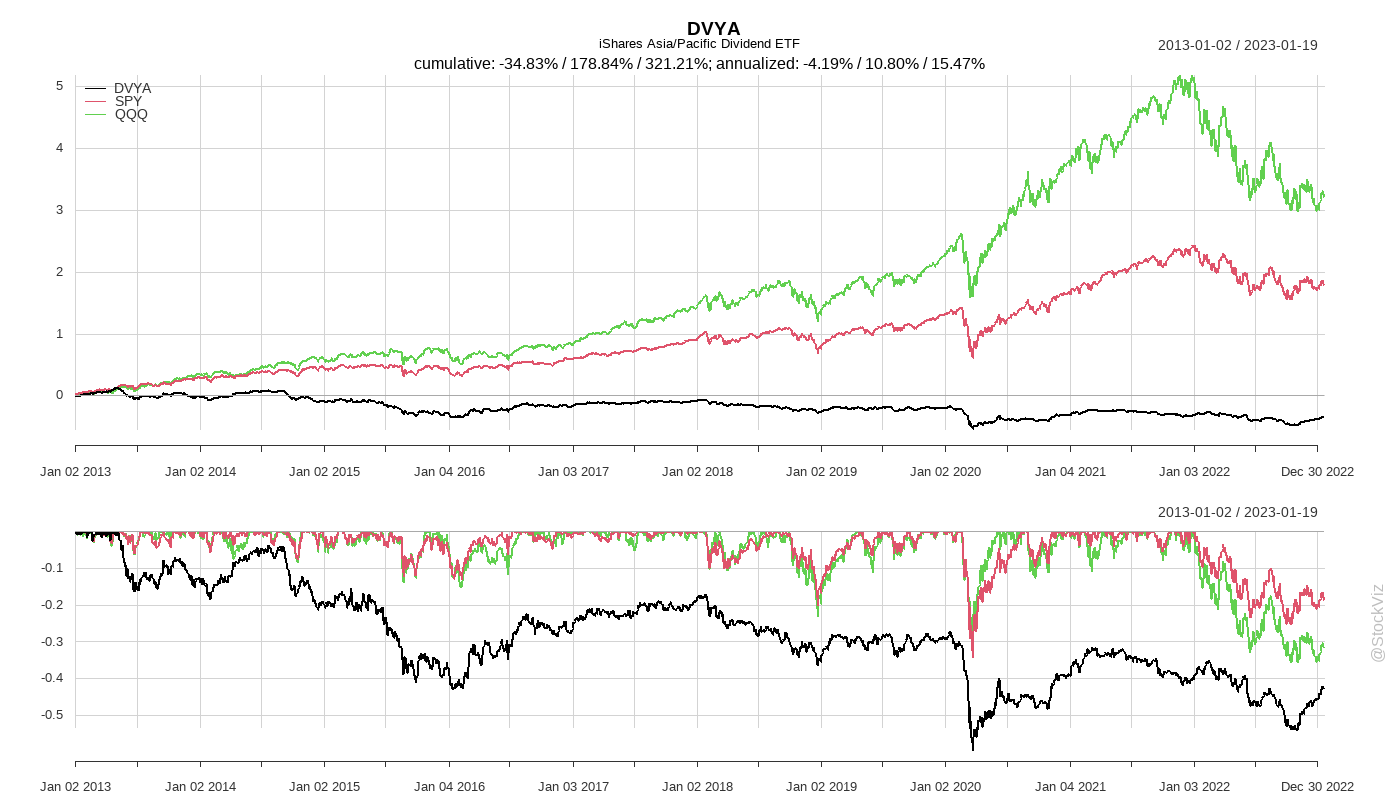 DVYA
iShares Asia/Pacific Dividend ETF
2013-01-02 / 2023-01-19
cumulative: -34.83% / 178.84% / 321.21%; annualized: -4.19% / 10.80% / 15.47%
DVYA
SPY
QQQ
5
4
3
2
1
0
Jan 02 2013
Jan 02 2014
Jan 02 2015
Jan 04 2016
Jan 03 2017
Jan 02 2018
Jan 02 2019
Jan 02 2020
Jan 04 2021
Jan 03 2022
Dec 30 2022
2013-01-02 / 2023-01-19
-0.1
-0.2
-0.3
-0.4
-0.5
Jan 02 2013
Jan 02 2014
Jan 02 2015
Jan 04 2016
Jan 03 2017
Jan 02 2018
Jan 02 2019
Jan 02 2020
Jan 04 2021
Jan 03 2022
Dec 30 2022
@StockViz